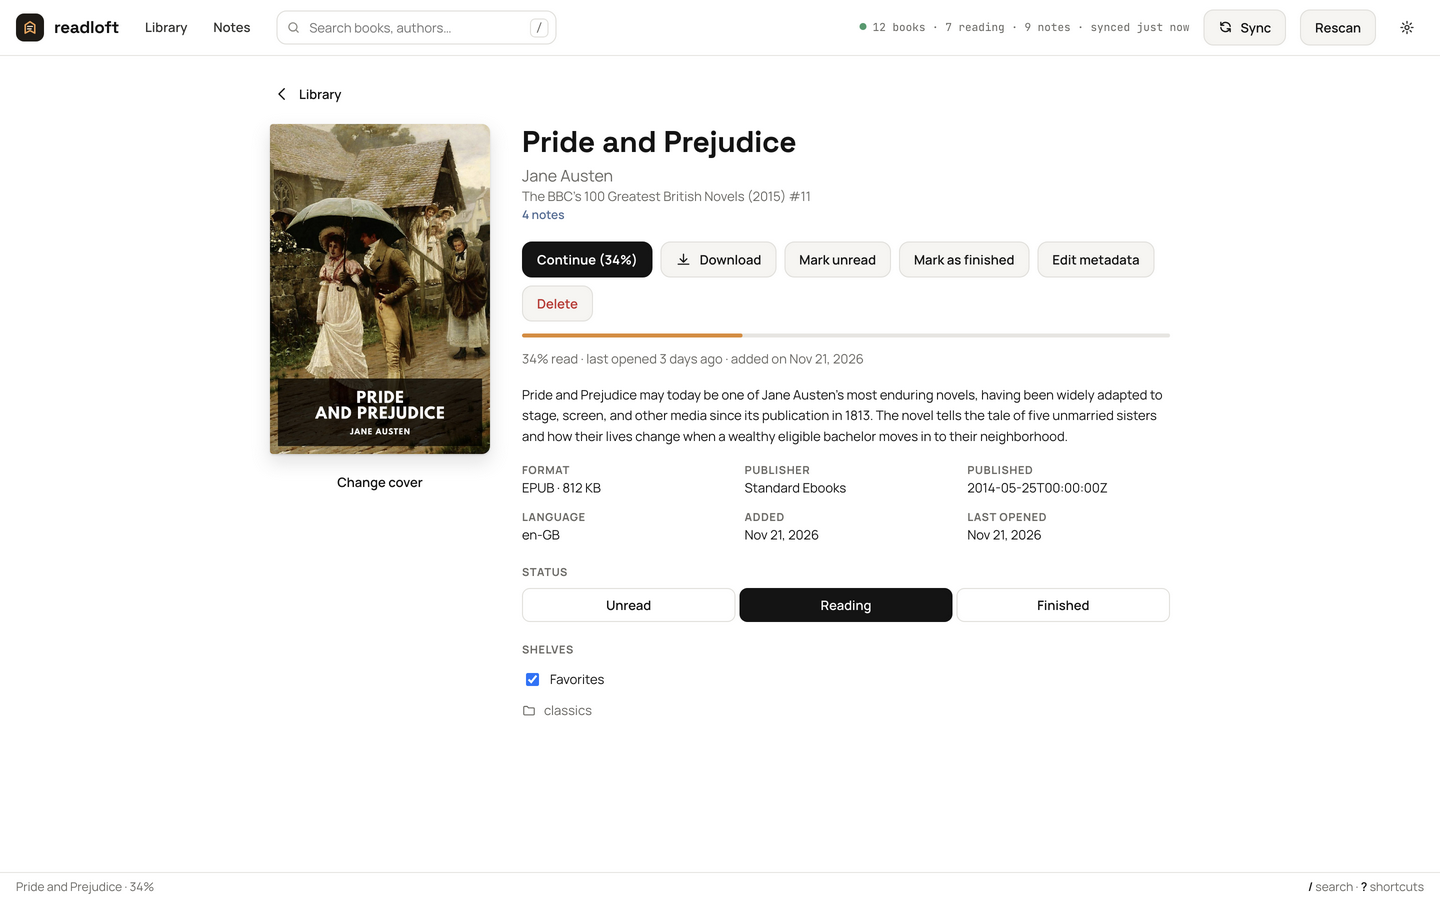 readloft
Library
Notes
Search books, authors...
/
12 books · 7 reading · 9 notes · synced just now
Sync
Rescan
Library
Pride and Prejudice
Jane Austen
The BBC's 100 Greatest British Novels (2015) #11
4 notes
Continue (34%)
Download
Mark unread
Mark as finished
Edit metadata
Delete
34% read · last opened 3 days ago · added on Nov 21, 2026
Pride and Prejudice may today be one of Jane Austen's most enduring novels, having been widely adapted to
stage, screen, and other media since its publication in 1813. The novel tells the tale of five unmarried sisters
and how their lives change when a wealthy eligible bachelor moves in to their neighborhood.
PRIDE
AND PREJUDICE
JANE AUSTEN
Change cover
FORMAT
EPUB · 812 KB
PUBLISHER
Standard Ebooks
PUBLISHED
2014-05-25T00:00:00Z
LANGUAGE
en-GB
ADDED
Nov 21, 2026
LAST OPENED
Nov 21, 2026
STATUS
Unread
Reading
Finished
SHELVES
Favorites
classics
Pride and Prejudice · 34%
/ search · ? shortcuts